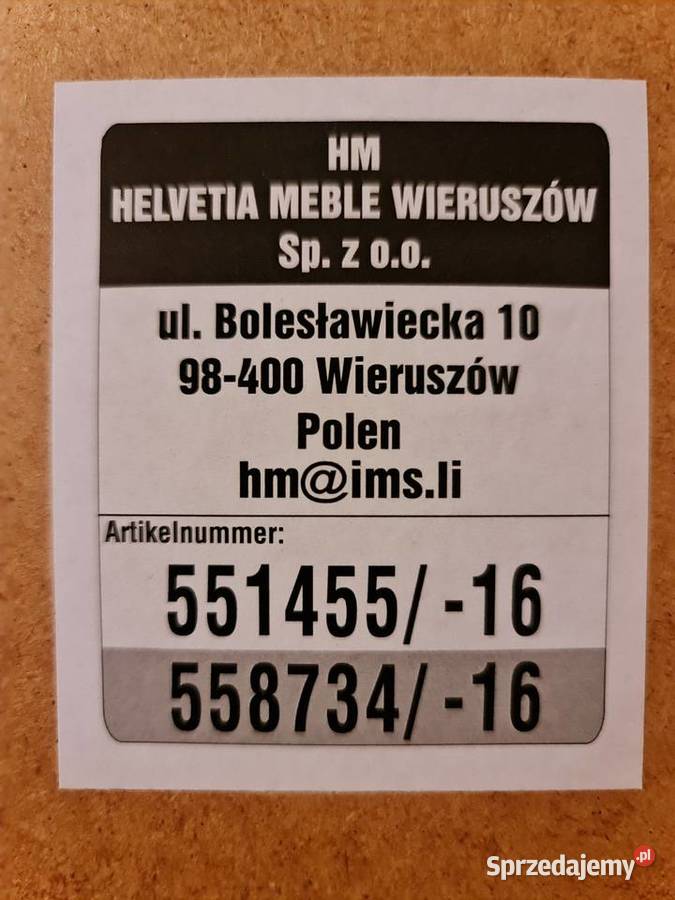 HM
HELVETIA MEBLE WIERUSZÓW
Sp. z o.o.
ul. Bolesławiecka 10
98-400 Wieruszów
Polen
hm@ims.li
Artikelnummer:
551455/ -16
558734/ -16
Sprzedajemy.pl